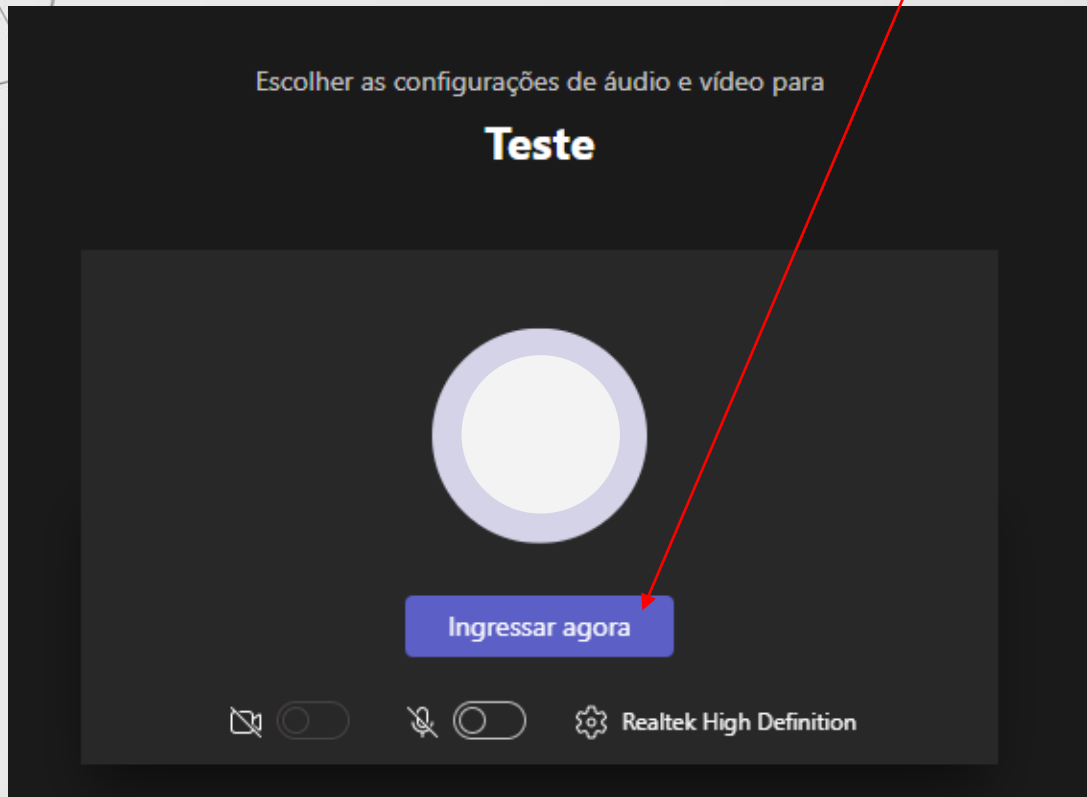 Escolher as configurações de áudio e vídeo para
Teste
Ingressar agora
Realtek High Definition